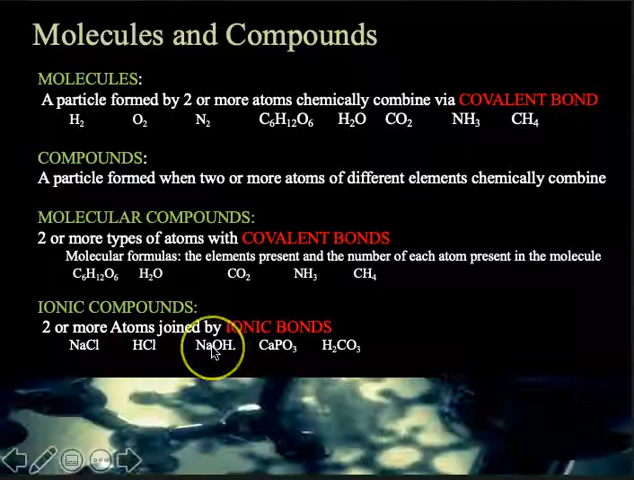 Molecules and Compounds
MOLECULES:
A particle formed by 2 or more atoms chemically combine via COVALENT BOND
H₂ O₂ N₂ C₆H₁₂O₆ H₂O CO₂ NH₃ CH₄
COMPOUNDS:
A particle formed when two or more atoms of different elements chemically combine
MOLECULAR COMPOUNDS:
2 or more types of atoms with COVALENT BONDS
Molecular formulas: the elements present and the number of each atom present in the molecule
C₆H₁₂O₆ H₂O CO₂ NH₃ CH₄
IONIC COMPOUNDS:
2 or more Atoms joined by IONIC BONDS
NaCl HCl NaOH. CaPO₃ H₂CO₃